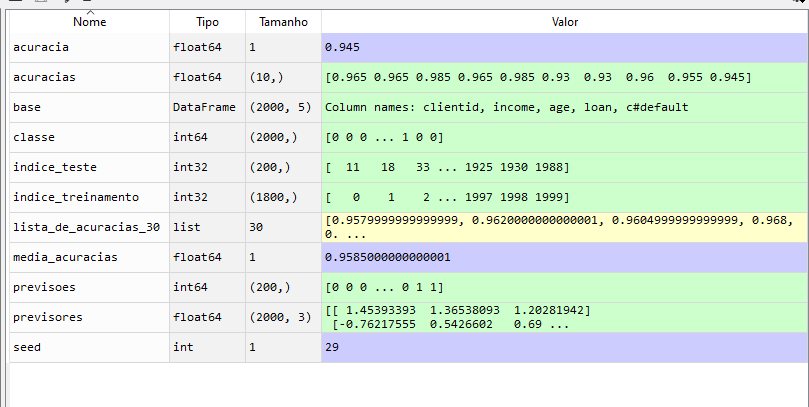 Nome Tipo Tamanho Valor
acuracia float64 1 0.945
acuracias float64 (10,) [0.965 0.965 0.985 0.965 0.985 0.93  0.93  0.96  0.955 0.945]
base DataFrame (2000, 5) Column names: clientid, income, age, loan, c#default
classe int64 (2000,) [0 0 0 ... 1 0 0]
indice_teste int32 (200,) [  11   18   33 ... 1925 1930 1988]
indice_treinamento int32 (1800,) [   0    1    2 ... 1997 1998 1999]
lista_de_acuracias_30 list 30 [0.9579999999999999, 0.9620000000000001, 0.9604999999999999, 0.968,
0. ...
media_acuracias float64 1 0.9585000000000001
previsoes int64 (200,) [0 0 0 ... 0 1 1]
previsores float64 (2000, 3) [[ 1.45393393  1.36538093  1.20281942]
[-0.76217555  0.5426602   0.69 ...
seed int 1 29